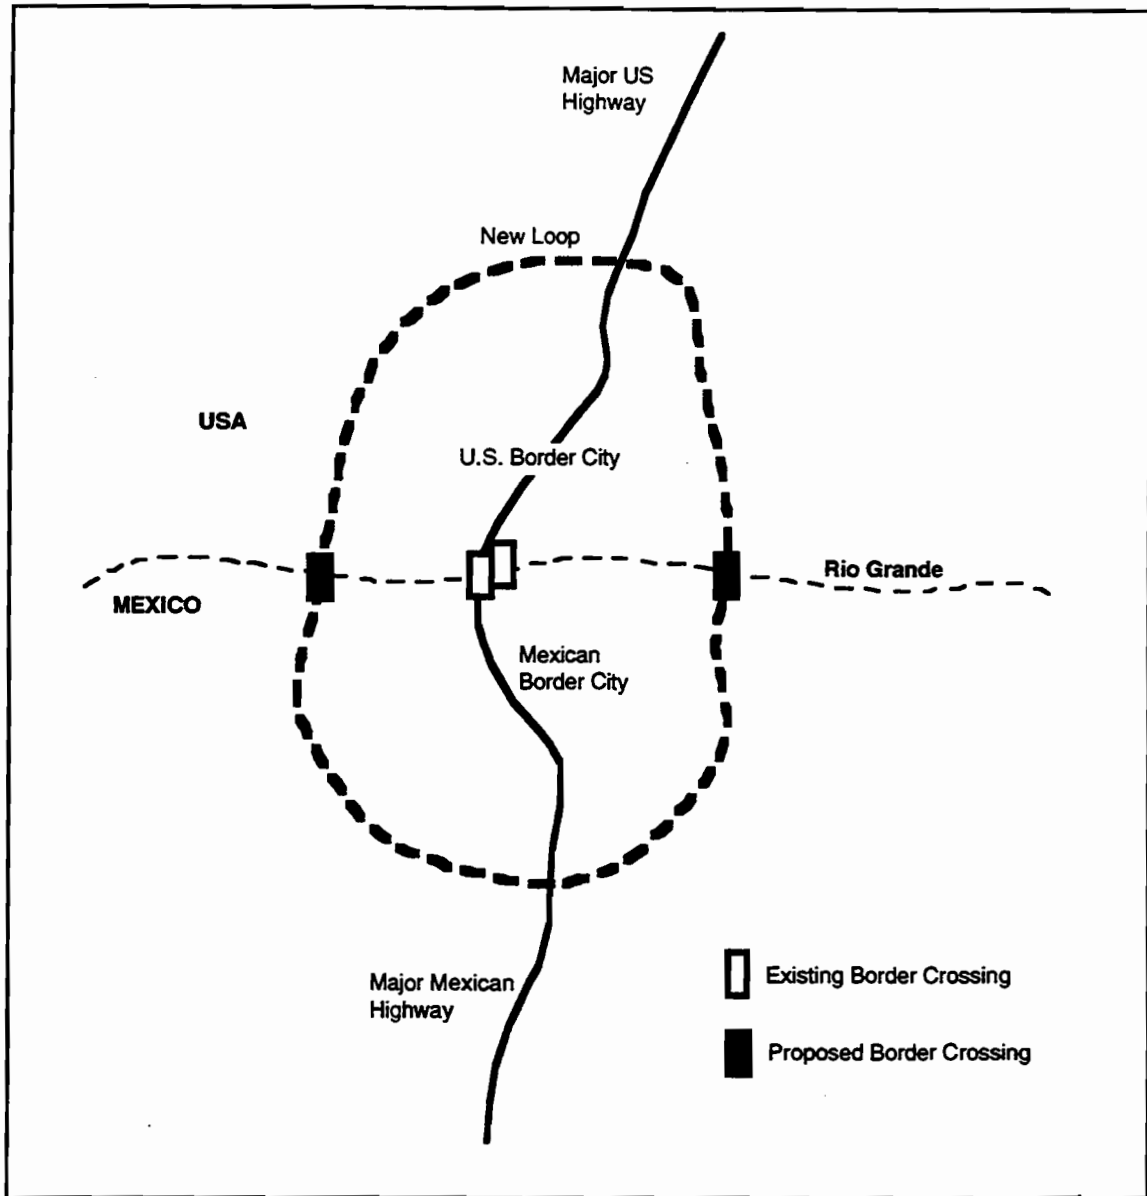 Major US
Highway
New Loop
USA
U.S. Border City
Rio Grande
MEXICO
Mexican
Border City
Major Mexican
Highway
Existing Border Crossing
Proposed Border Crossing